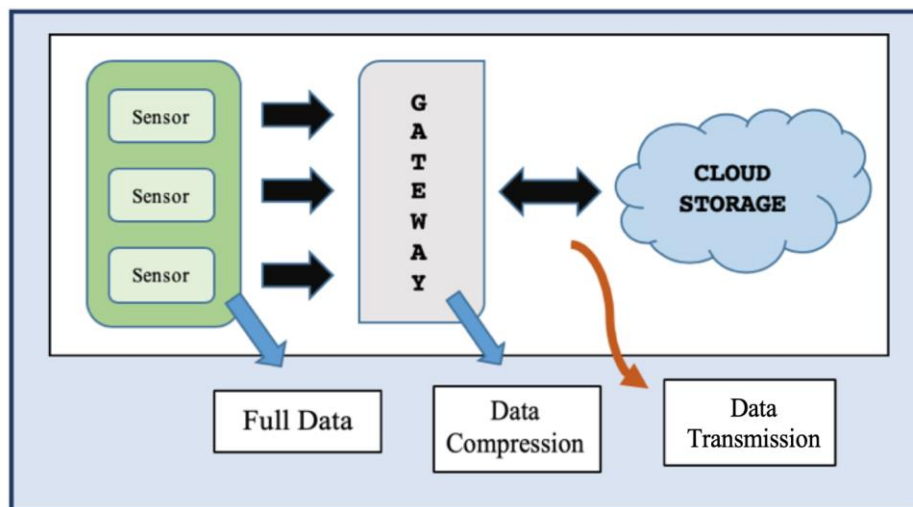 Sensor
Sensor
Sensor
G
A
T
E
W
A
Y
CLOUD
STORAGE
Full Data
Data
Compression
Data
Transmission